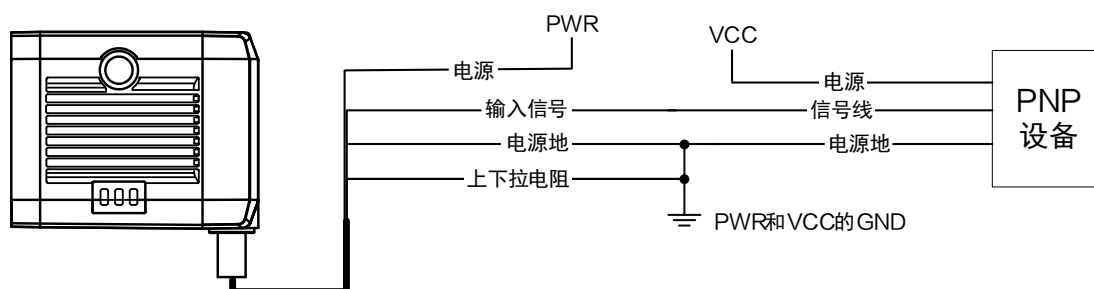 PWR
VCC
电源
电源
输入信号
信号线
PNP
设备
电源地
电源地
上下拉电阻
PWR和VCC的GND